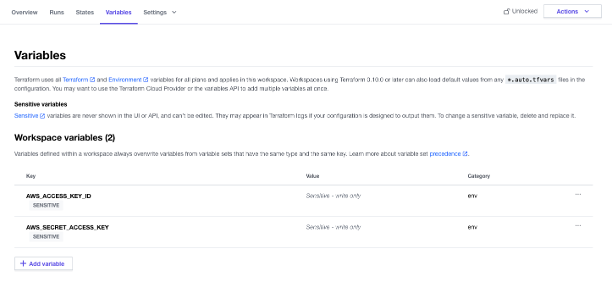 Overview Runs States Variables Settings Unlocked Actions
Variables
Terraform uses all Terraform and Environment variables for all plans and applies in this workspace. Workspaces using Terraform 0.10.0 or later can also load default values from any *.auto.tfvars files in the
configuration. You may want to use the Terraform Cloud Provider or the variables API to add multiple variables at once.
Sensitive variables
Sensitive variables are never shown in the UI or API, and can't be edited. They may appear in Terraform logs if your configuration is designed to output them. To change a sensitive variable, delete and replace it.
Workspace variables (2)
Variables defined within a workspace always overwrite variables from variable sets that have the same type and the same key. Learn more about variable set precedence.
Key Value Category
AWS_ACCESS_KEY_ID Sensitive - write only env ...
SENSITIVE
AWS_SECRET_ACCESS_KEY Sensitive - write only env ...
SENSITIVE
+ Add variable